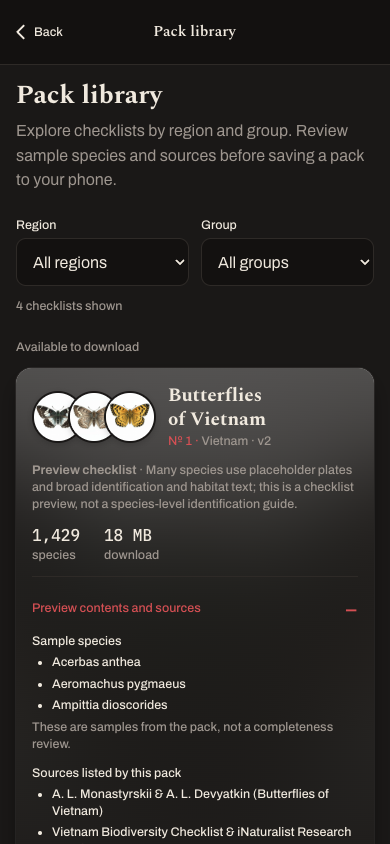 Back
Pack library
Pack library
Explore checklists by region and group. Review
sample species and sources before saving a pack
to your phone.
Region
Group
All regions
All groups
4 checklists shown
Available to download
Butterflies
of Vietnam
Nº 1 · Vietnam · v2
Preview checklist · Many species use placeholder plates
and broad identification and habitat text; this is a checklist
preview, not a species-level identification guide.
1,429
18 MB
species
download
Preview contents and sources
Sample species
• Acerbas anthea
• Aeromachus pygmaeus
• Ampittia dioscorides
These are samples from the pack, not a completeness
review.
Sources listed by this pack
• A. L. Monastyrskii & A. L. Devyatkin (Butterflies of
Vietnam)
• Vietnam Biodiversity Checklist & iNaturalist Research